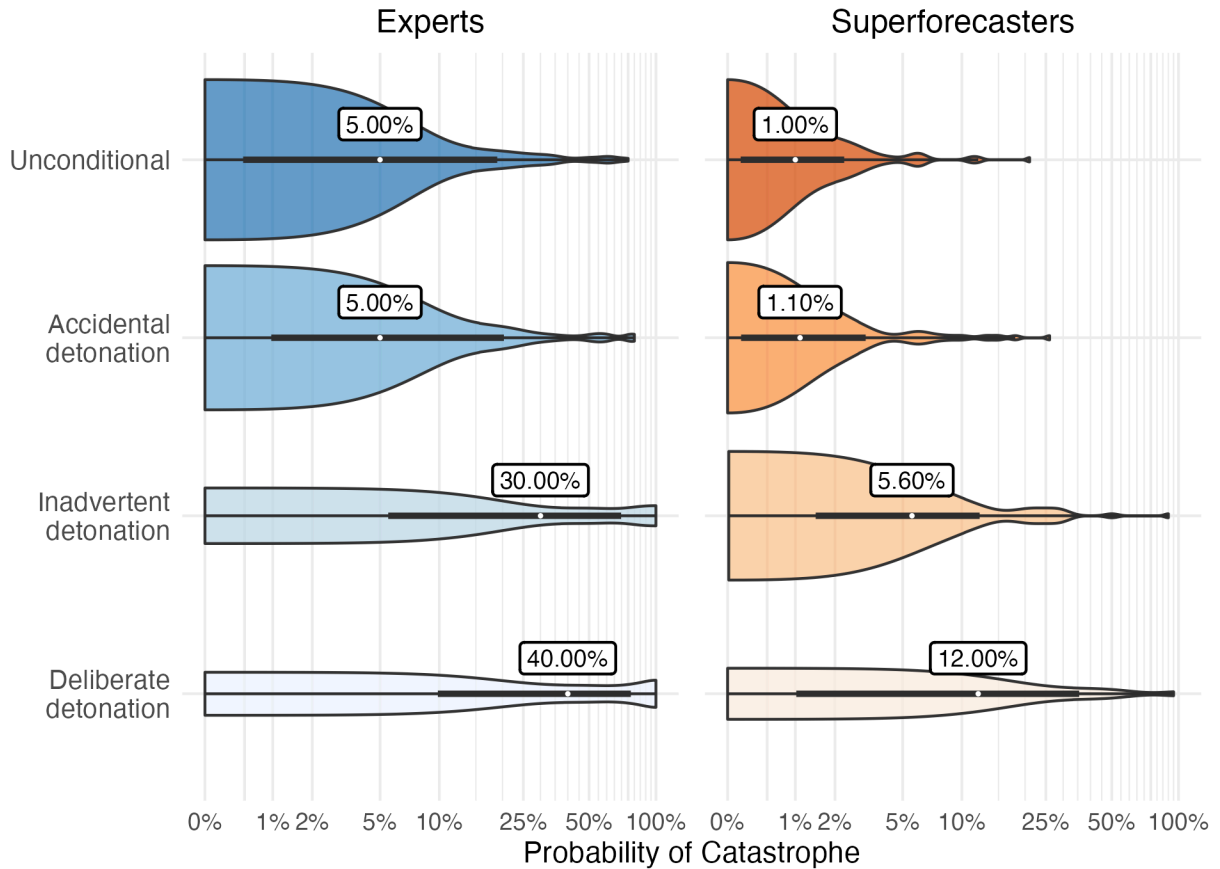 Experts
Superforecasters
Unconditional
5.00%
1.00%
Accidental
detonation
5.00%
1.10%
Inadvertent
detonation
30.00%
5.60%
Deliberate
detonation
40.00%
12.00%
0% 1% 2% 5% 10% 25% 50% 100%
0% 1% 2% 5% 10% 25% 50% 100%
Probability of Catastrophe